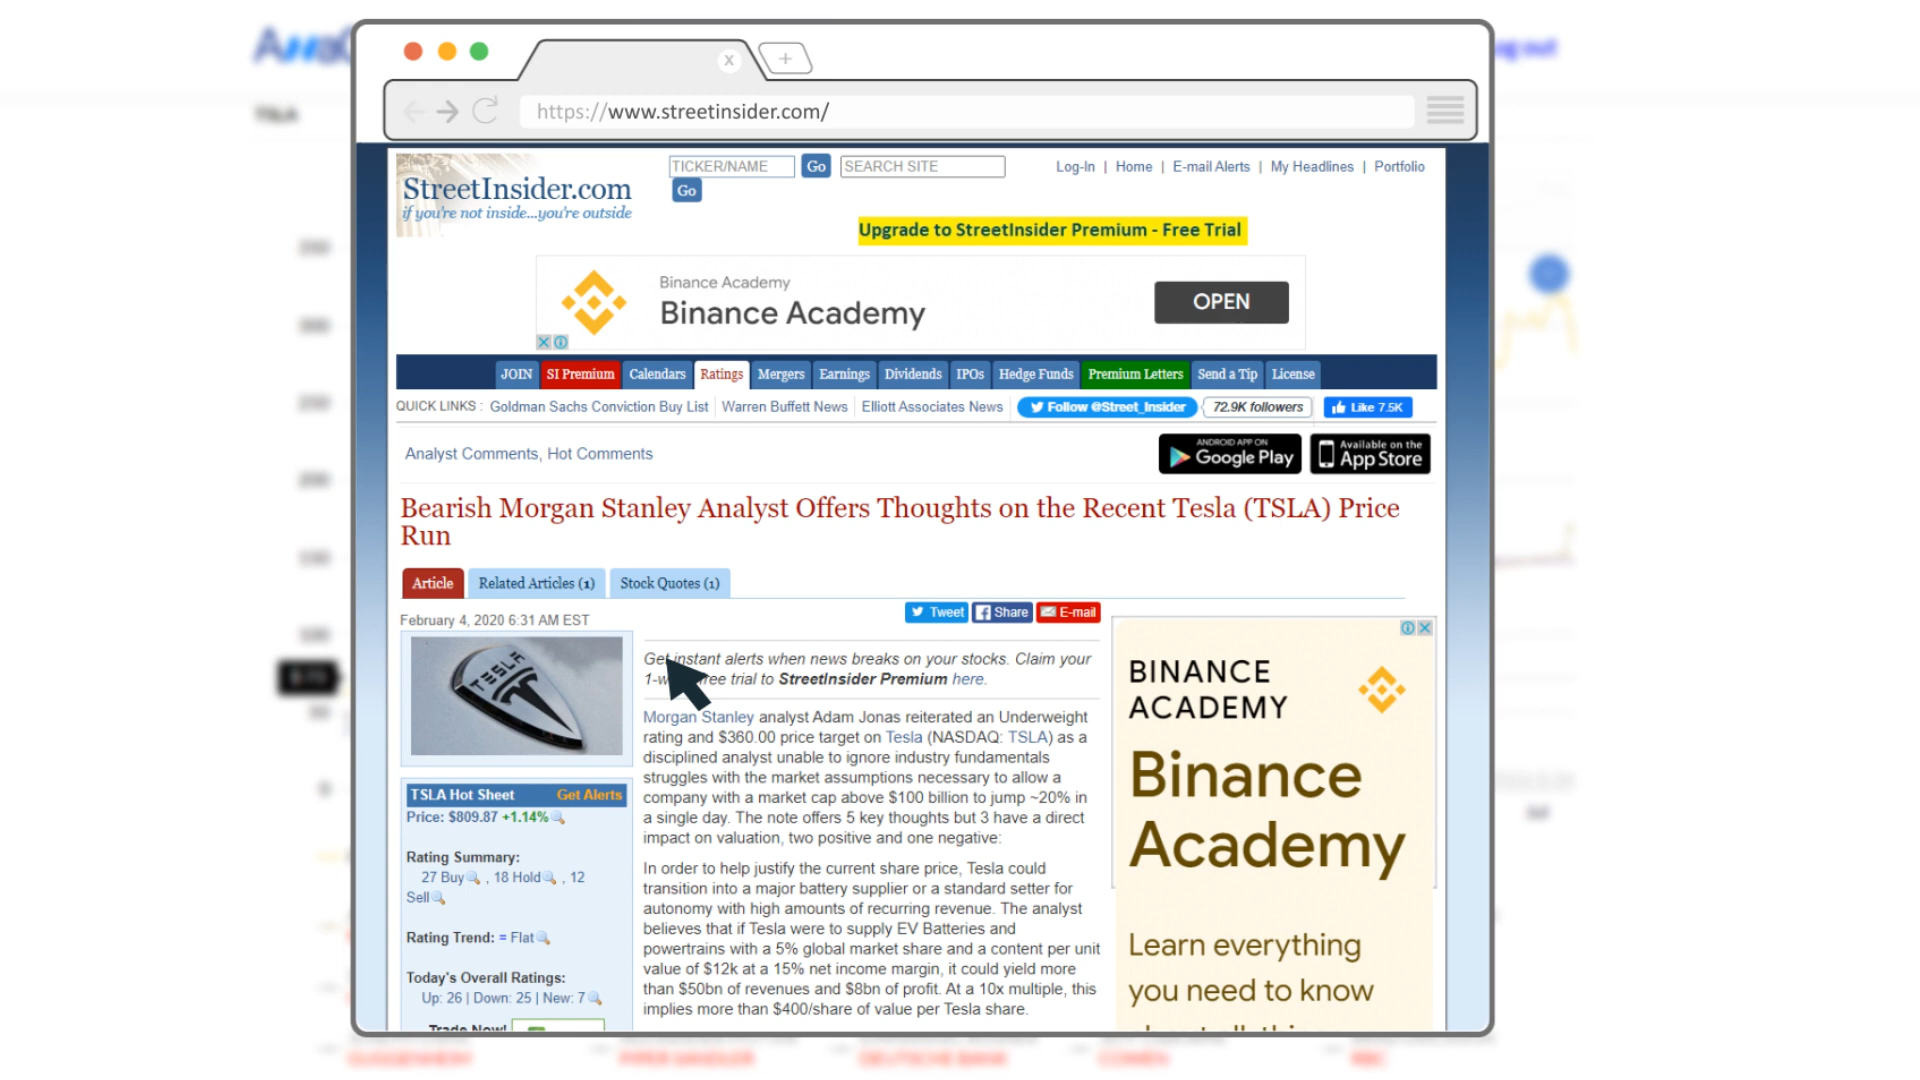 https://www.streetinsider.com/
StreetInsider.com
if you're not inside...you're outside
TICKER/NAME Go SEARCH SITE
Go
Log-In | Home | E-mail Alerts | My Headlines | Portfolio
Upgrade to StreetInsider Premium - Free Trial
Binance Academy
Binance Academy
OPEN
JOIN SI Premium Calendars Ratings Mergers Earnings Dividends IPOs Hedge Funds Premium Letters Send a Tip License
QUICK LINKS : Goldman Sachs Conviction Buy List Warren Buffett News Elliott Associates News Follow @Street_Insider 72.9K followers Like 7.5K
Analyst Comments, Hot Comments
ANDROID APP ON
Google Play
Available on the
App Store
Bearish Morgan Stanley Analyst Offers Thoughts on the Recent Tesla (TSLA) Price
Run
Article Related Articles (1) Stock Quotes (1)
February 4, 2020 6:31 AM EST
Tweet Share E-mail
TESLA
Get instant alerts when news breaks on your stocks. Claim your
free trial to StreetInsider Premium here.
Morgan Stanley analyst Adam Jonas reiterated an Underweight
rating and $360.00 price target on Tesla (NASDAQ: TSLA) as a
disciplined analyst unable to ignore industry fundamentals
struggles with the market assumptions necessary to allow a
company with a market cap above $100 billion to jump ~20% in
a single day. The note offers 5 key thoughts but 3 have a direct
impact on valuation, two positive and one negative:
In order to help justify the current share price, Tesla could
transition into a major battery supplier or a standard setter for
autonomy with high amounts of recurring revenue. The analyst
believes that if Tesla were to supply EV Batteries and
powertrains with a 5% global market share and a content per unit
value of $12k at a 15% net income margin, it could yield more
than $50bn of revenues and $8bn of profit. At a 10x multiple, this
implies more than $400/share of value per Tesla share.
TSLA Hot Sheet Get Alerts
Price: $809.87 +1.14%
Rating Summary:
27 Buy , 18 Hold , 12
Sell
Rating Trend: = Flat
Today's Overall Ratings:
Up: 26 | Down: 25 | New: 7
Trade Now!
BINANCE
ACADEMY
Binance
Academy
Learn everything
you need to know